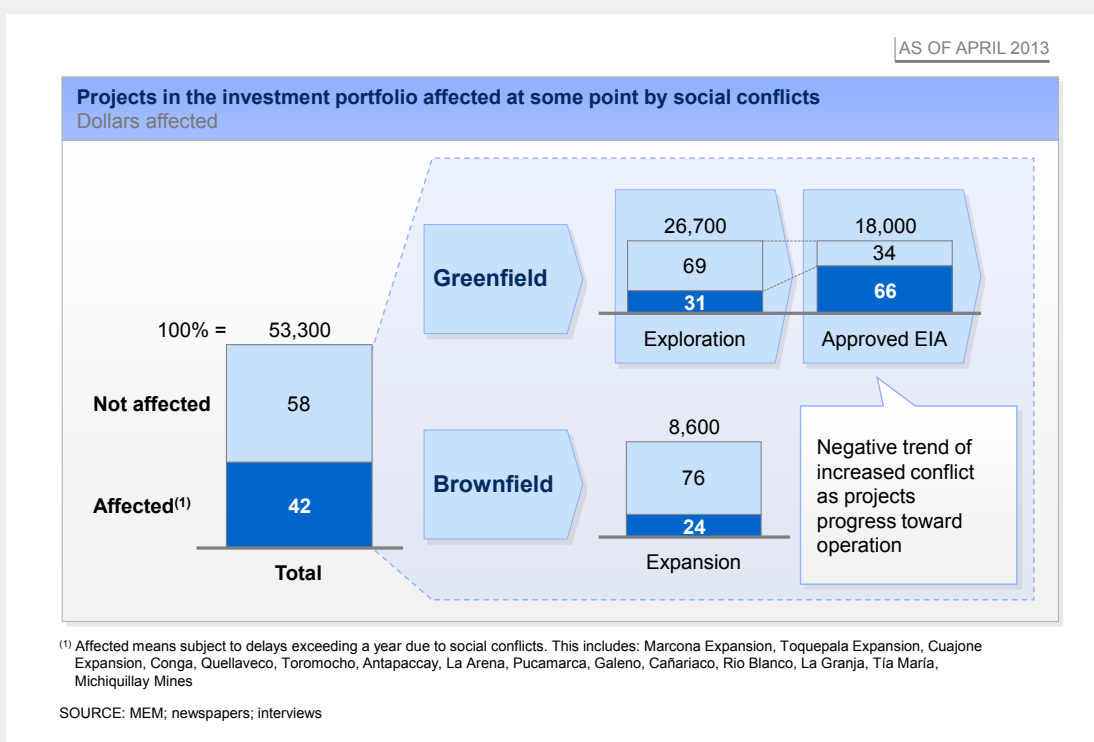 AS OF APRIL 2013
Projects in the investment portfolio affected at some point by social conflicts
Dollars affected
100% = 53,300
Not affected
58
Affected(1)
42
Total
Greenfield
26,700
69
31
Exploration
18,000
34
66
Approved EIA
Brownfield
8,600
76
24
Expansion
Negative trend of
increased conflict
as projects
progress toward
operation
(1) Affected means subject to delays exceeding a year due to social conflicts. This includes: Marcona Expansion, Toquepala Expansion, Cuajone
Expansion, Conga, Quellaveco, Toromocho, Antapaccay, La Arena, Pucamarca, Galeno, Cañariaco, Rio Blanco, La Granja, Tía María,
Michiquillay Mines
SOURCE: MEM; newspapers; interviews